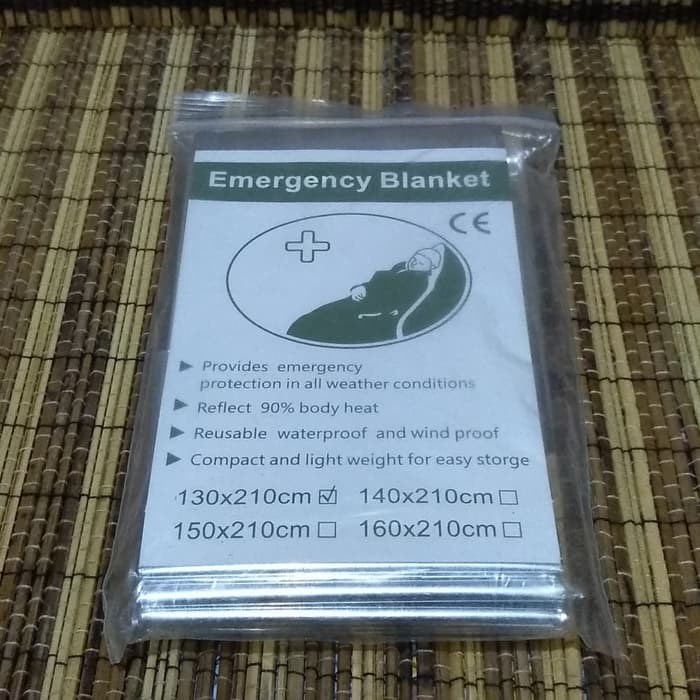 Emergency Blanket
CE
Provides emergency
protection in all weather conditions
Reflect 90% body heat
Reusable waterproof and wind proof
Compact and light weight for easy storge
130x210cm ☑ 140x210cm ☐
150x210cm ☐ 160x210cm ☐